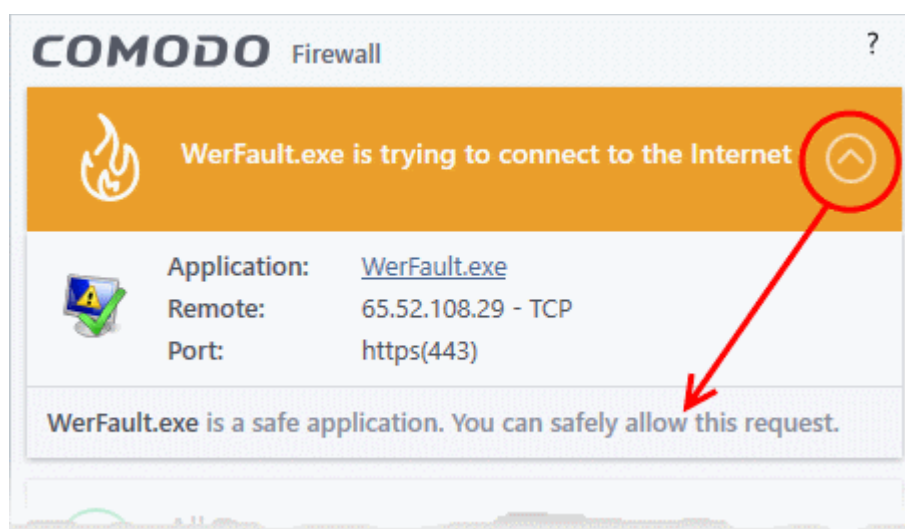 COMODO Firewall ?
WerFault.exe is trying to connect to the Internet
Application: WerFault.exe
Remote: 65.52.108.29 - TCP
Port: https(443)
WerFault.exe is a safe application. You can safely allow this request.